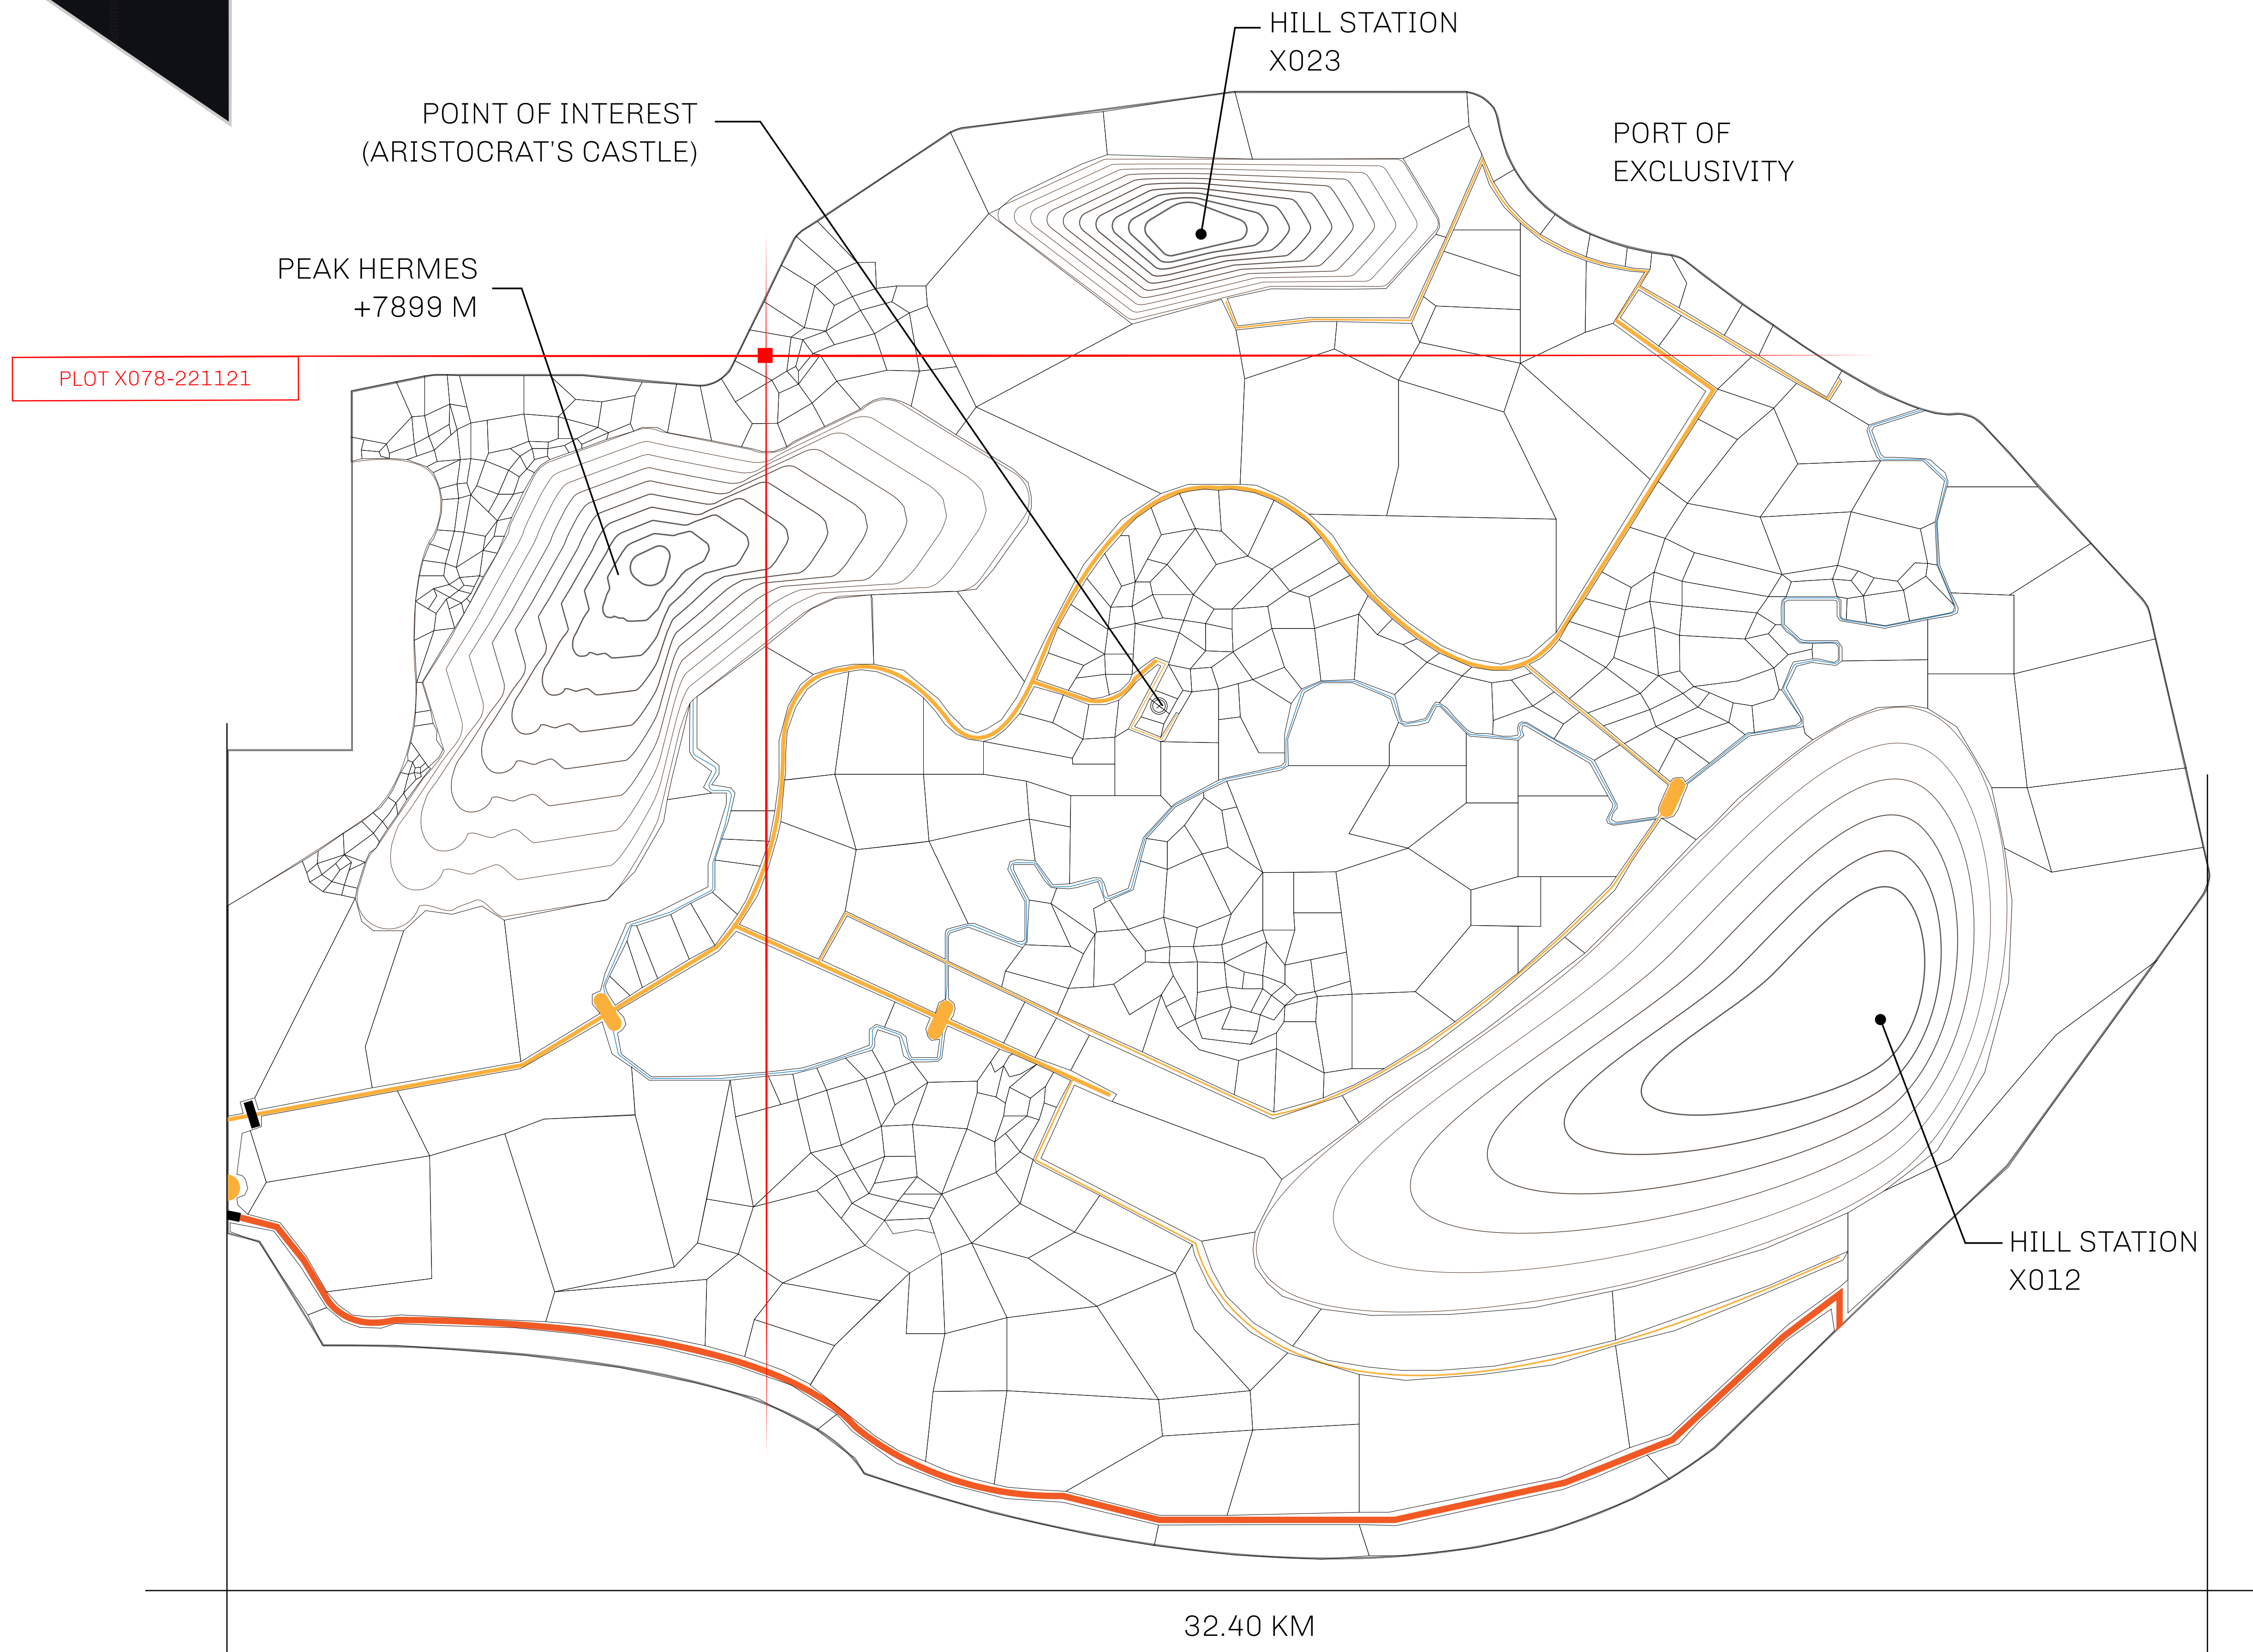 HILL STATION
X023
POINT OF INTEREST
(ARISTOCRAT'S CASTLE)
PORT OF
EXCLUSIVITY
PEAK HERMES
+7899 M
PLOT X078-221121
HILL STATION
X012
32.40 KM